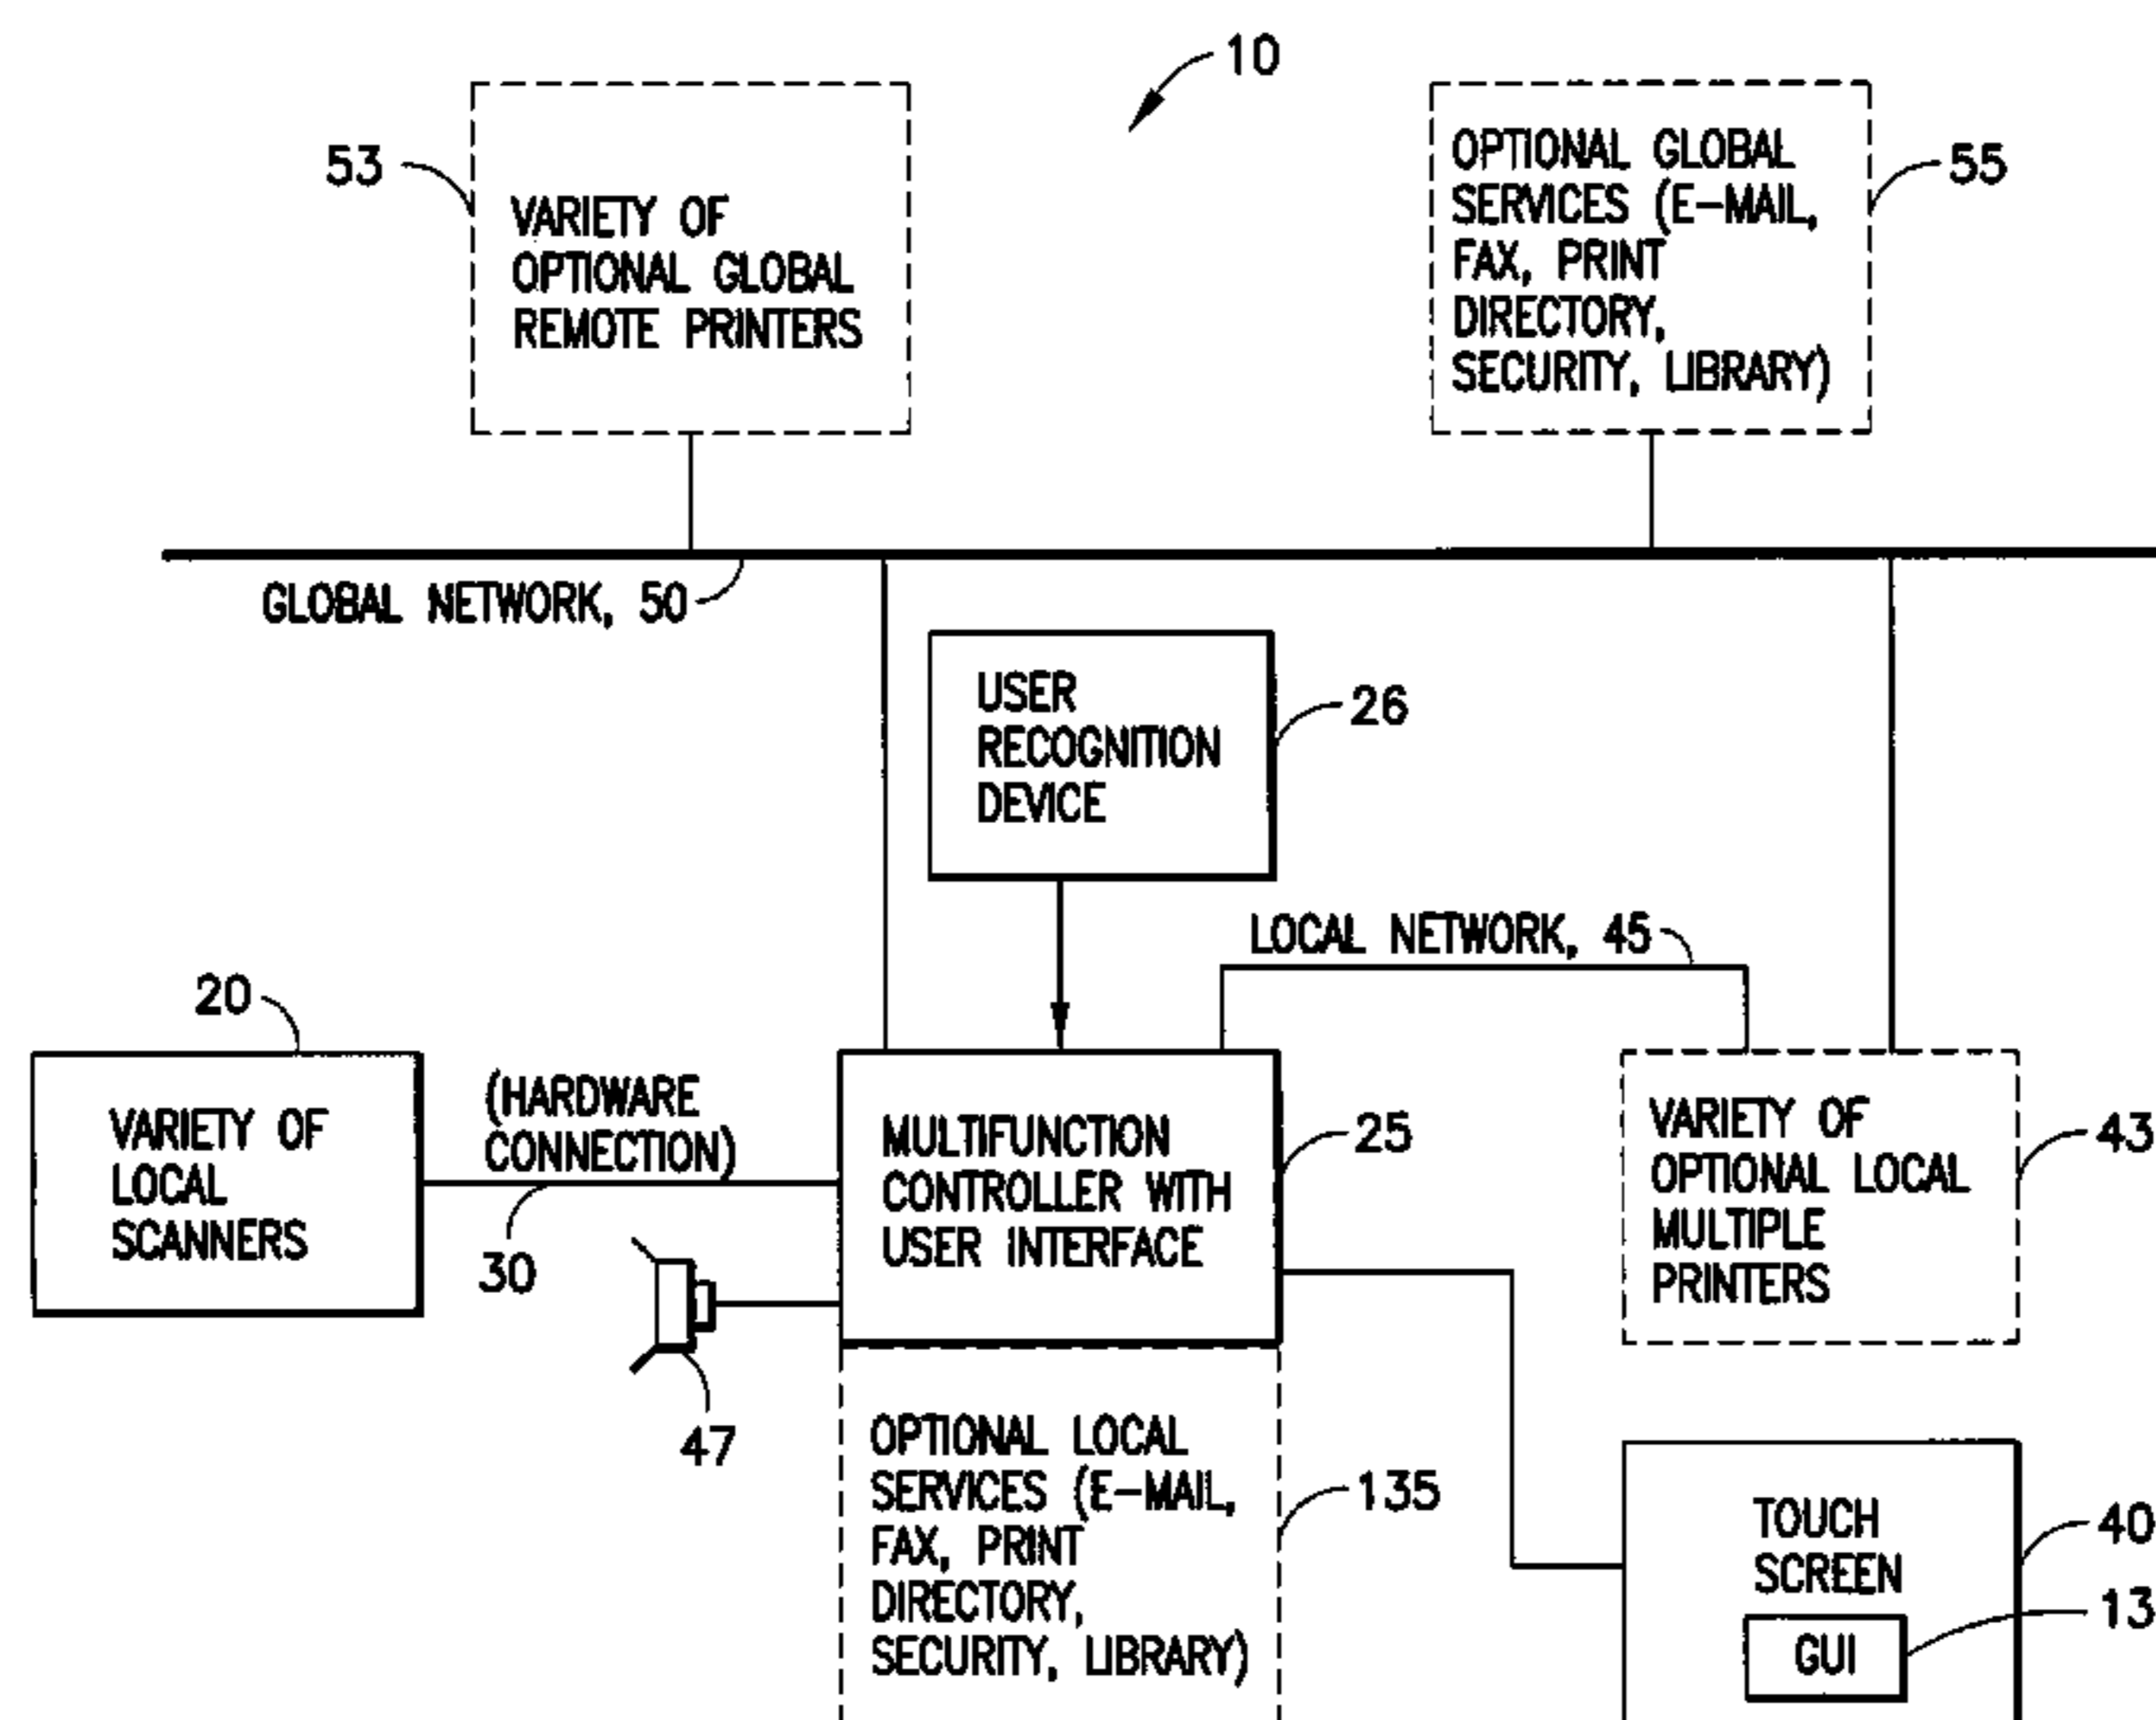 10
53
VARIETY OF
OPTIONAL GLOBAL
REMOTE PRINTERS
OPTIONAL GLOBAL
SERVICES (E-MAIL,
FAX, PRINT
DIRECTORY,
SECURITY, LIBRARY)
55
GLOBAL NETWORK, 50
USER
RECOGNITION
DEVICE
26
LOCAL NETWORK, 45
20
VARIETY OF
LOCAL
SCANNERS
(HARDWARE
CONNECTION)
30
MULTIFUNCTION
CONTROLLER WITH
USER INTERFACE
25
VARIETY OF
OPTIONAL LOCAL
MULTIPLE
PRINTERS
43
47
OPTIONAL LOCAL
SERVICES (E-MAIL,
FAX, PRINT
DIRECTORY,
SECURITY, LIBRARY)
135
TOUCH
SCREEN
40
GUI
13